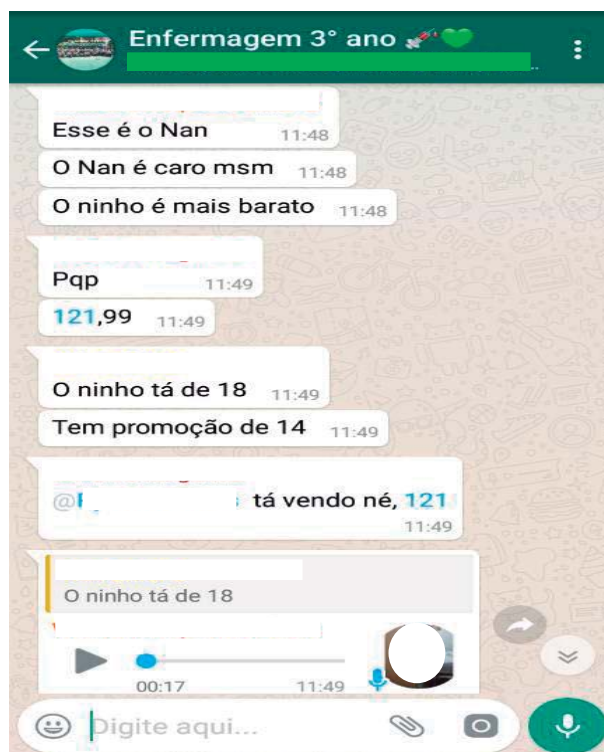 Enfermagem 3° ano 💉💚
Esse é o Nan 11:48
O Nan é caro msm 11:48
O ninho é mais barato 11:48
Pqp 11:49
121,99 11:49
O ninho tá de 18 11:49
Tem promoção de 14 11:49
tá vendo né, 121
11:49
O ninho tá de 18
00:17 11:49
Digite aqui...